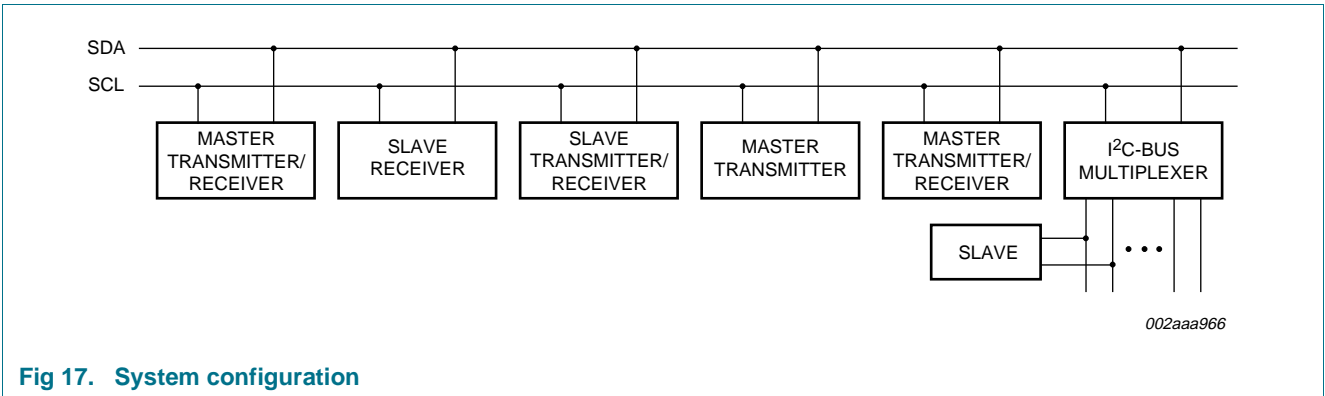 SDA
SCL
MASTER
TRANSMITTER/
RECEIVER
SLAVE
RECEIVER
SLAVE
TRANSMITTER/
RECEIVER
MASTER
TRANSMITTER
MASTER
TRANSMITTER/
RECEIVER
I²C-BUS
MULTIPLEXER
SLAVE
002aaa966
Fig 17. System configuration